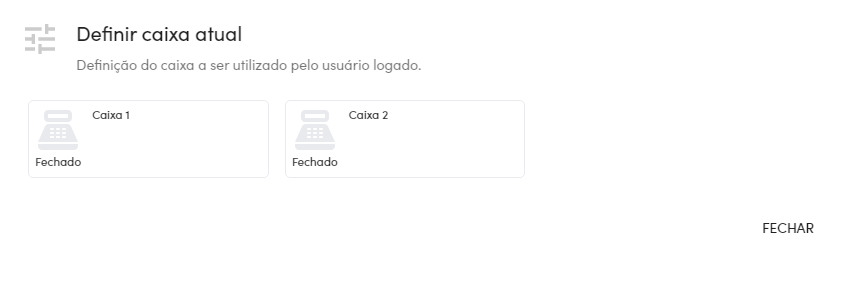 Definir caixa atual
Definição do caixa a ser utilizado pelo usuário logado.
Caixa 1
Fechado
Caixa 2
Fechado
FECHAR